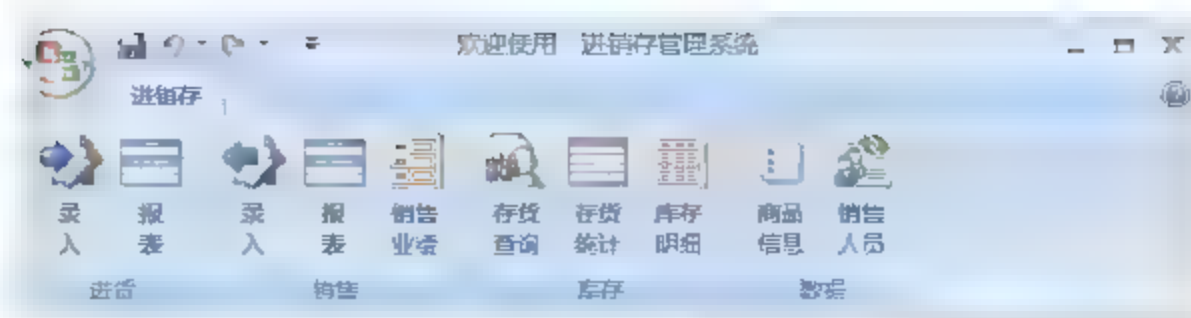 欢迎使用 进销存管理系统
进销存
录入 报表 录入 报表 销售业绩 存货查询 存货统计 库存明细 商品信息 销售人员
进货 销售 库存 数据